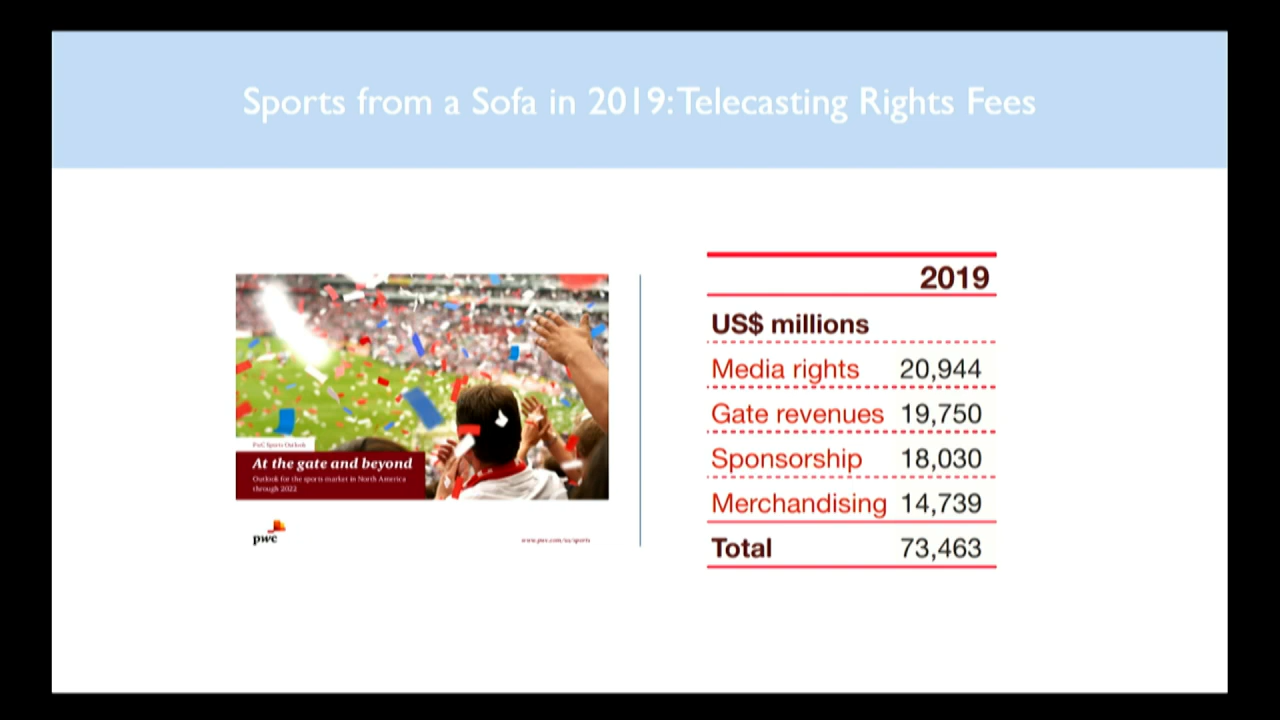 Sports from a Sofa in 2019: Telecasting Rights Fees
PwC Sports Outlook
At the gate and beyond
Outlook for the sports market in North America
through 2022
pwc
www.pwc.com/us/sports
2019
US$ millions
Media rights 20,944
Gate revenues 19,750
Sponsorship 18,030
Merchandising 14,739
Total 73,463